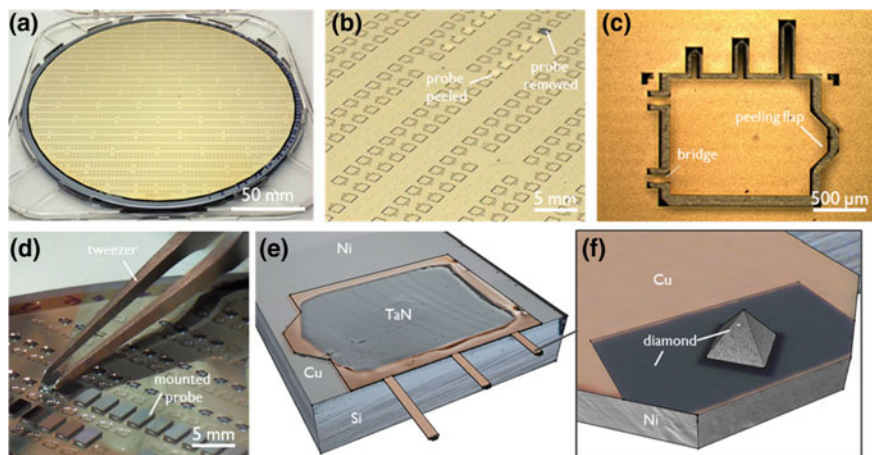 (a)
50 mm
(b)
probe
peeled
probe
removed
5 mm
(c)
peeling flap
bridge
500 µm
(d)
tweezer
mounted
probe
5 mm
(e)
Ni
TaN
Cu
Si
(f)
Cu
diamond
Ni